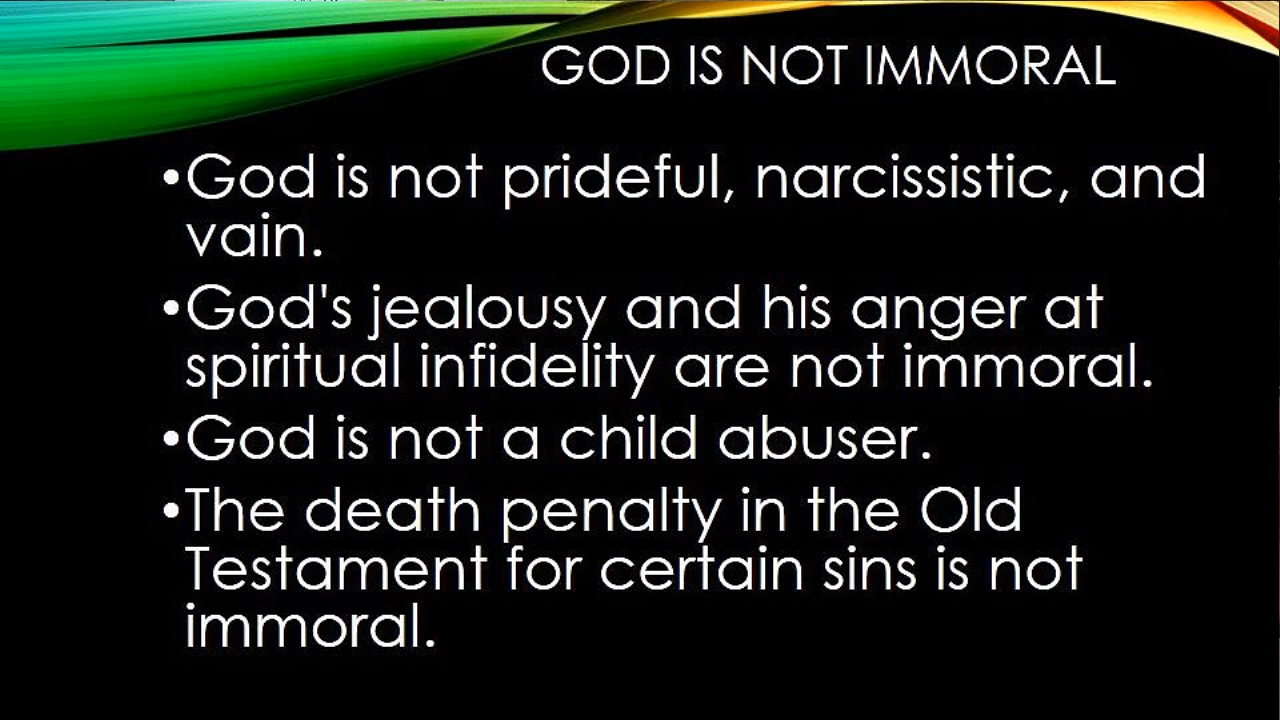 GOD IS NOT IMMORAL
•God is not prideful, narcissistic, and
vain.
•God's jealousy and his anger at
spiritual infidelity are not immoral.
•God is not a child abuser.
•The death penalty in the Old
Testament for certain sins is not
immoral.